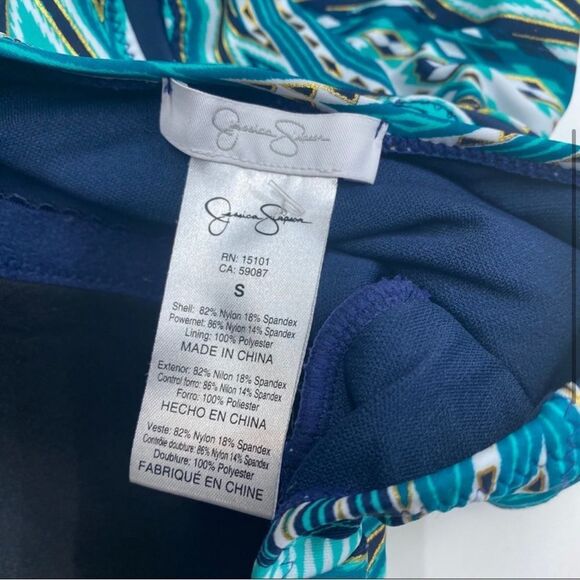 Jessica Simpson
Jessica Simpson
RN: 15101
CA: 59087
S
Shell: 82% Nylon 18% Spandex
Powernet: 86% Nylon 14% Spandex
Lining: 100% Polyester
MADE IN CHINA
Exterior: 82% Nilon 18% Spandex
Control forro: 86% Nilon 14% Spandex
Forro: 100% Poliester
HECHO EN CHINA
Veste: 82% Nylon 18% Spandex
Contrôle doublure: 86% Nylon 14% Spandex
Doublure: 100% Polyester
FABRIQUÉ EN CHINE